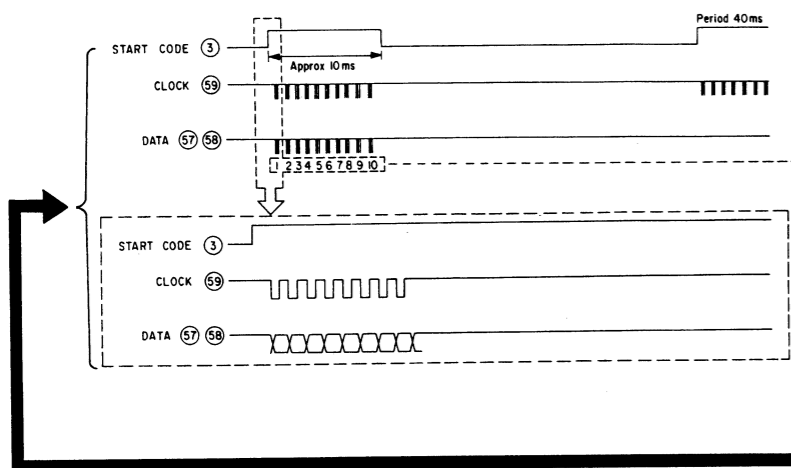 Period 40ms
START CODE 3
Approx 10ms
CLOCK 59
DATA 57 58
1 2 3 4 5 6 7 8 9 10
START CODE 3
CLOCK 59
DATA 57 58